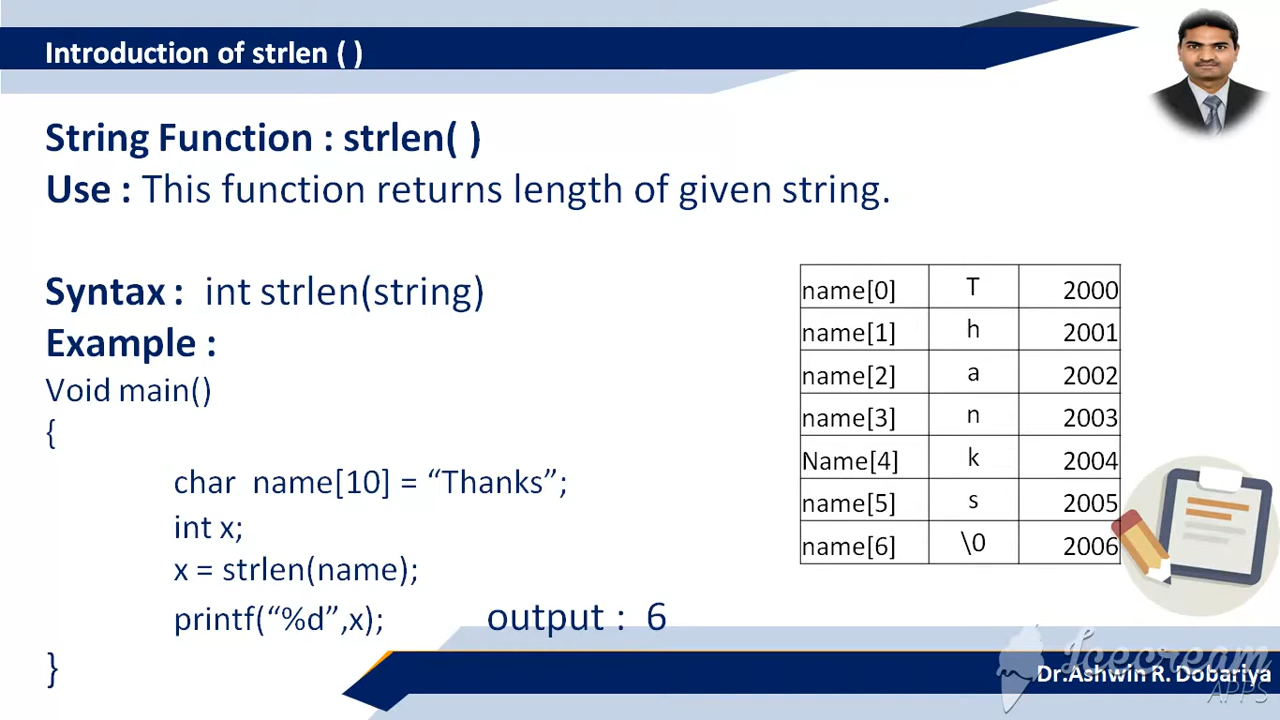 Introduction of strlen ( )
String Function : strlen( )
Use : This function returns length of given string.
Syntax : int strlen(string)
Example :
Void main()
{
char name[10] = “Thanks”;
int x;
x = strlen(name);
printf(“%d”,x); output : 6
}
name[0] T 2000
name[1] h 2001
name[2] a 2002
name[3] n 2003
Name[4] k 2004
name[5] s 2005
name[6] \0 2006
Icecream
APPS
Dr.Ashwin R. Dobariya